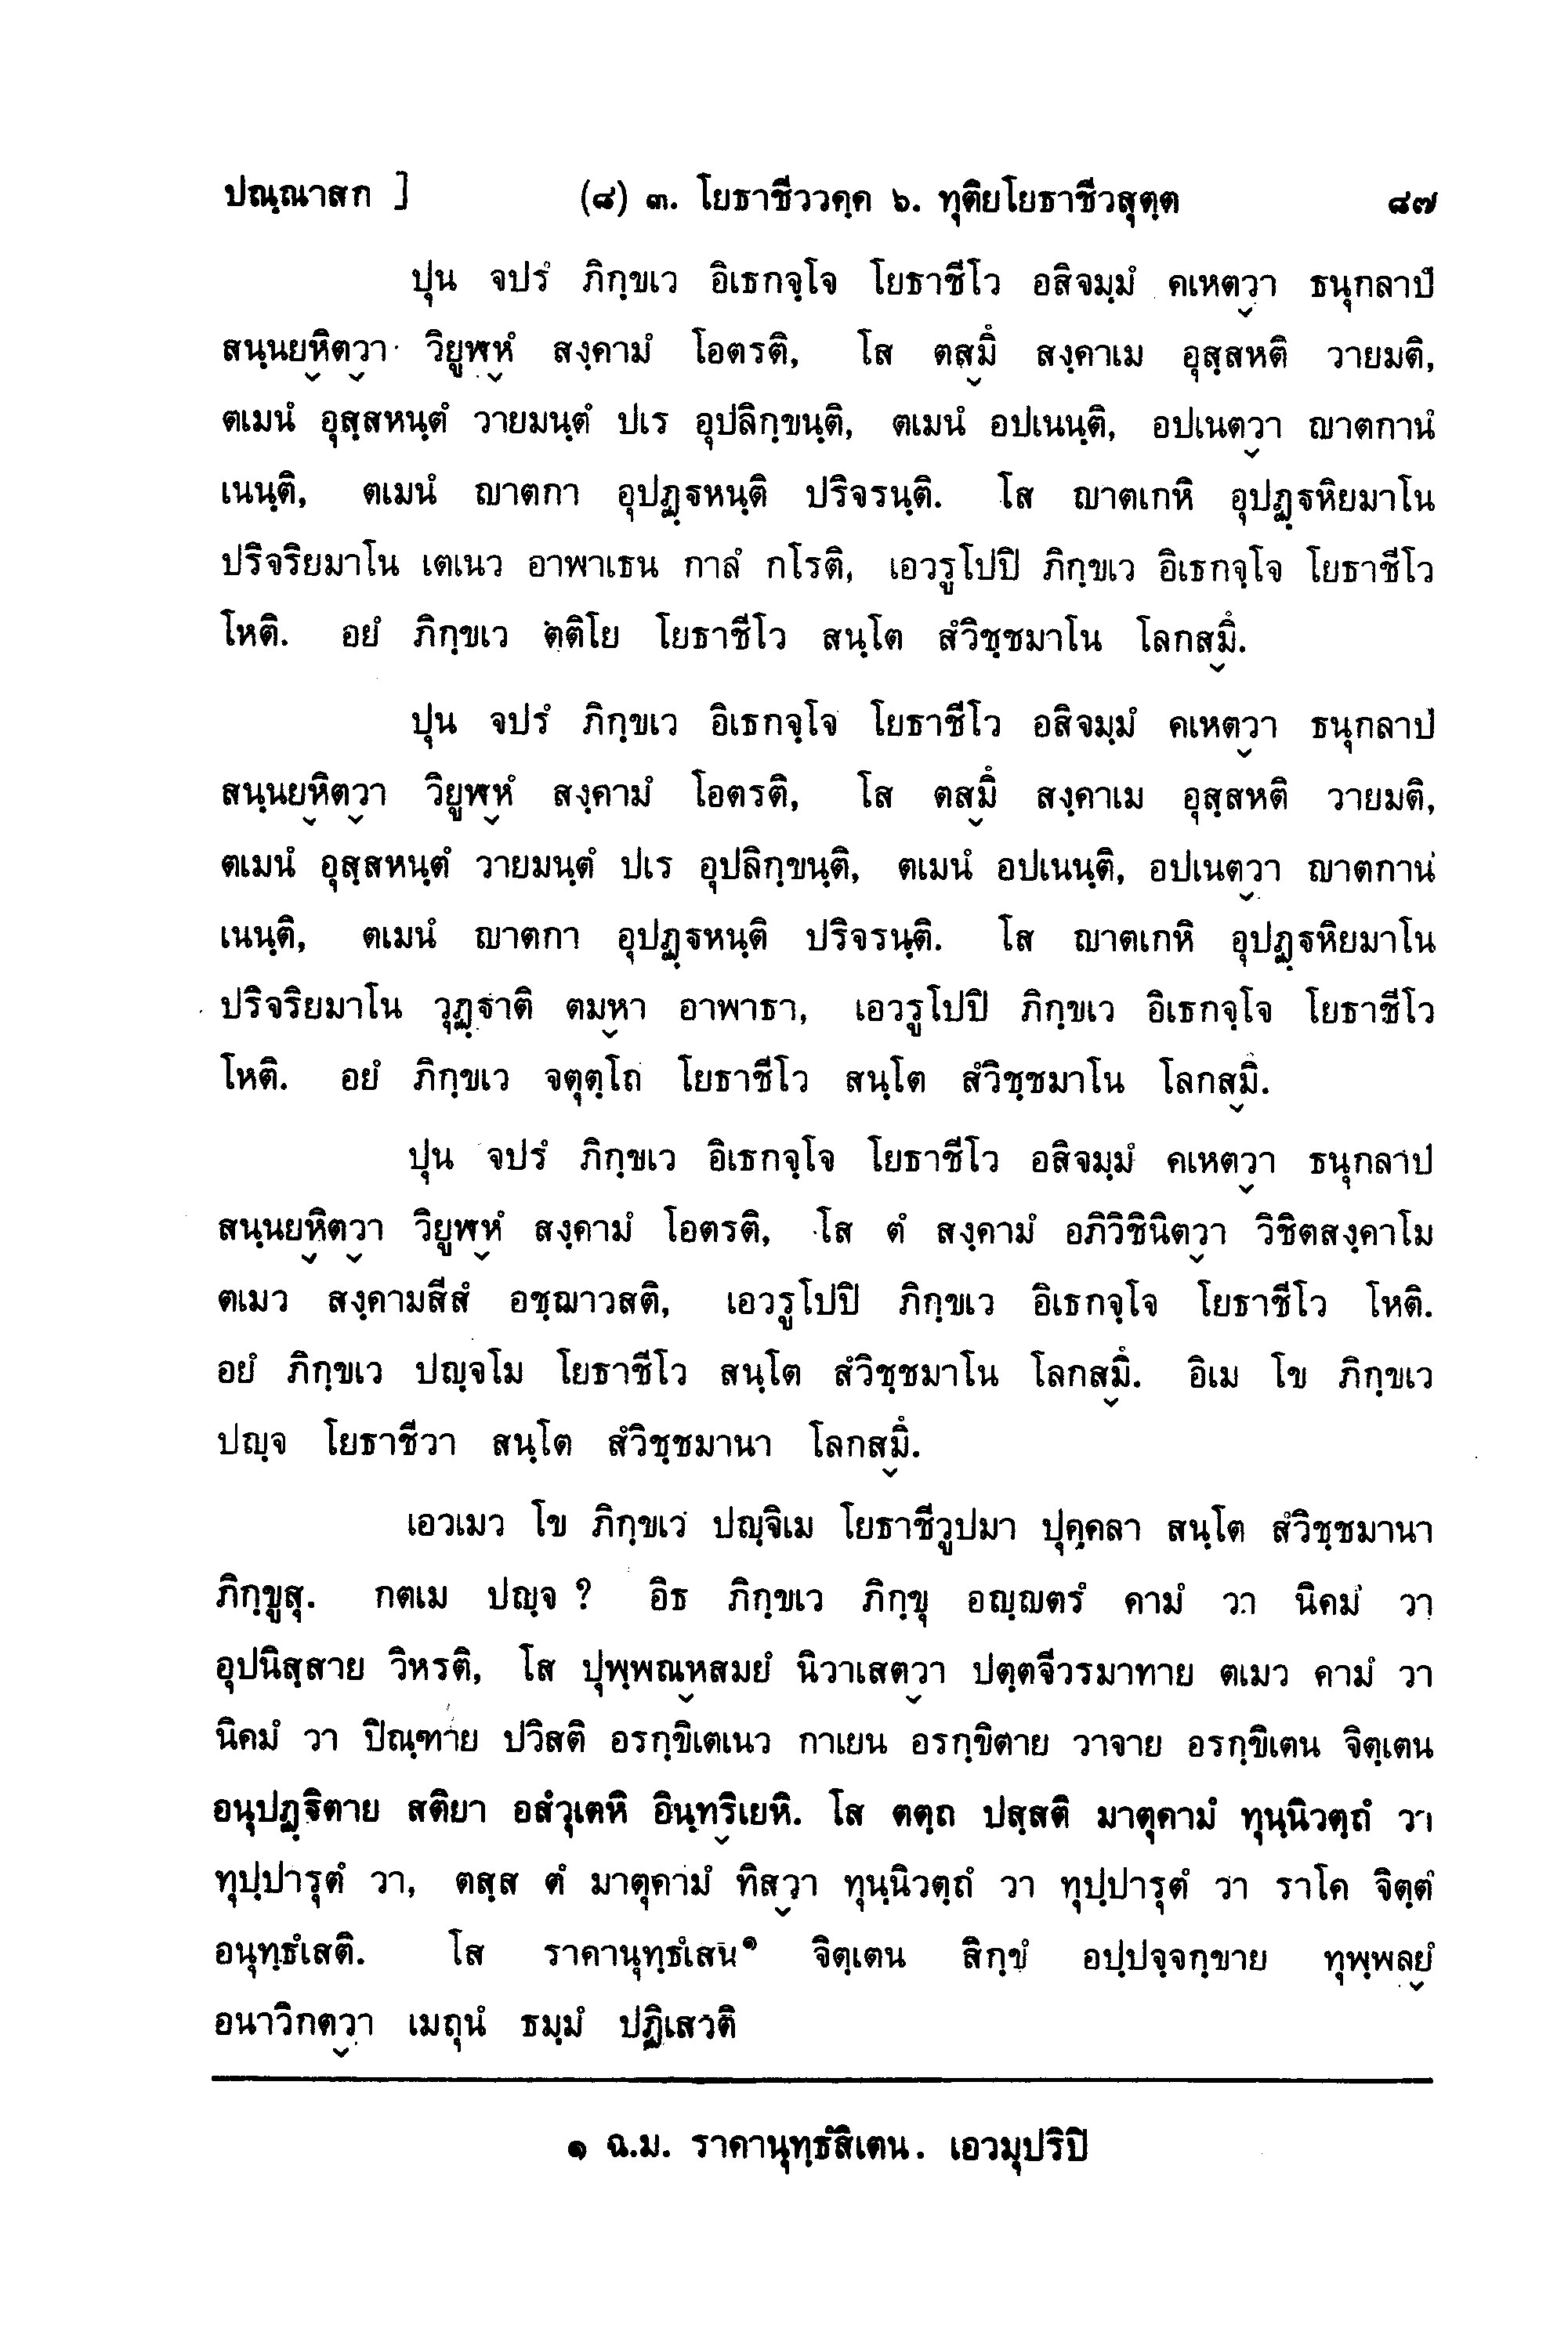 ปณฺณาสก ] (๘) ๓. โยธาชีววคฺค ๖. ทุติยโยธาชีวสุตฺต ๘๗
ปุน จปรํ ภิกฺขเว อิเธกจฺโจ โยธาชีโว อสิจมฺมํ คเหตฺวา ธนุกลาปํ
สนฺนยฺหิตฺวา วิยูฬฺหํ สงฺคามํ โอตรติ, โส ตสฺมึ สงฺคาเม อุสฺสหติ วายมติ,
ตเมนํ อุสฺสหนฺตํ วายมนฺตํ ปเร อุปลิกฺขนฺติ, ตเมนํ อปเนนฺติ, อปเนตฺวา ญาตกานํ
เนนฺติ, ตเมนํ ญาตกา อุปฏฺฐหนฺติ ปริจรนฺติ. โส ญาตเกหิ อุปฏฺฐหิยมาโน
ปริจริยมาโน เตเนว อาพาเธน กาลํ กโรติ, เอวรูโปปิ ภิกฺขเว อิเธกจฺโจ โยธาชีโว
โหติ. อยํ ภิกฺขเว ตติโย โยธาชีโว สนฺโต สํวิชฺชมาโน โลกสฺมึ.
ปุน จปรํ ภิกฺขเว อิเธกจฺโจ โยธาชีโว อสิจมฺมํ คเหตฺวา ธนุกลาปํ
สนฺนยฺหิตฺวา วิยูฬฺหํ สงฺคามํ โอตรติ, โส ตสฺมึ สงฺคาเม อุสฺสหติ วายมติ,
ตเมนํ อุสฺสหนฺตํ วายมนฺตํ ปเร อุปลิกฺขนฺติ, ตเมนํ อปเนนฺติ, อปเนตฺวา ญาตกานํ
เนนฺติ, ตเมนํ ญาตกา อุปฏฺฐหนฺติ ปริจรนฺติ. โส ญาตเกหิ อุปฏฺฐหิยมาโน
ปริจริยมาโน วุฏฺฐาติ ตมฺหา อาพาธา, เอวรูโปปิ ภิกฺขเว อิเธกจฺโจ โยธาชีโว
โหติ. อยํ ภิกฺขเว จตุตฺโถ โยธาชีโว สนฺโต สํวิชฺชมาโน โลกสฺมึ.
ปุน จปรํ ภิกฺขเว อิเธกจฺโจ โยธาชีโว อสิจมฺมํ คเหตฺวา ธนุกลาปํ
สนฺนยฺหิตฺวา วิยูฬฺหํ สงฺคามํ โอตรติ, โส ตํ สงฺคามํ อภิวิชินิตฺวา วิชิตสงฺคาโม
ตเมว สงฺคามสีสํ อชฺฌาวสติ, เอวรูโปปิ ภิกฺขเว อิเธกจฺโจ โยธาชีโว โหติ.
อยํ ภิกฺขเว ปญฺจโม โยธาชีโว สนฺโต สํวิชฺชมาโน โลกสฺมึ. อิเม โข ภิกฺขเว
ปญฺจ โยธาชีวา สนฺโต สํวิชฺชมานา โลกสฺมึ.
เอวเมว โข ภิกฺขเว ปญฺจิเม โยธาชีวูปมา ปุคฺคลา สนฺโต สํวิชฺชมานา
ภิกฺขูสุ. กตเม ปญฺจ ? อิธ ภิกฺขเว ภิกฺขุ อญฺญตรํ คามํ วา นิคมํ วา
อุปนิสฺสาย วิหรติ, โส ปุพฺพณฺหสมยํ นิวาเสตฺวา ปตฺตจีวรมาทาย ตเมว คามํ วา
นิคมํ วา ปิณฺฑาย ปวิสติ อรกฺขิเตเนว กาเยน อรกฺขิตาย วาจาย อรกฺขิเตน จิตฺเตน
อนุปฏฺฐิตาย สติยา อสํวุเตหิ อินฺทฺริเยหิ. โส ตตฺถ ปสฺสติ มาตุคามํ ทุนฺนิวตฺถํ วา
ทุปฺปารุตํ วา, ตสฺส ตํ มาตุคามํ ทิสฺวา ทุนฺนิวตฺถํ วา ทุปฺปารุตํ วา ราโค จิตฺตํ
อนุทฺธํเสติ. โส ราคานุทฺธํเสน๑ จิตฺเตน สิกฺขํ อปฺปจฺจกฺขาย ทุพฺพลฺยํ
อนาวิกตฺวา เมถุนํ ธมฺมํ ปฏิเสวติ
๑ ฉ.ม. ราคานุทฺธํสิเตน. เอวมุปริปิ